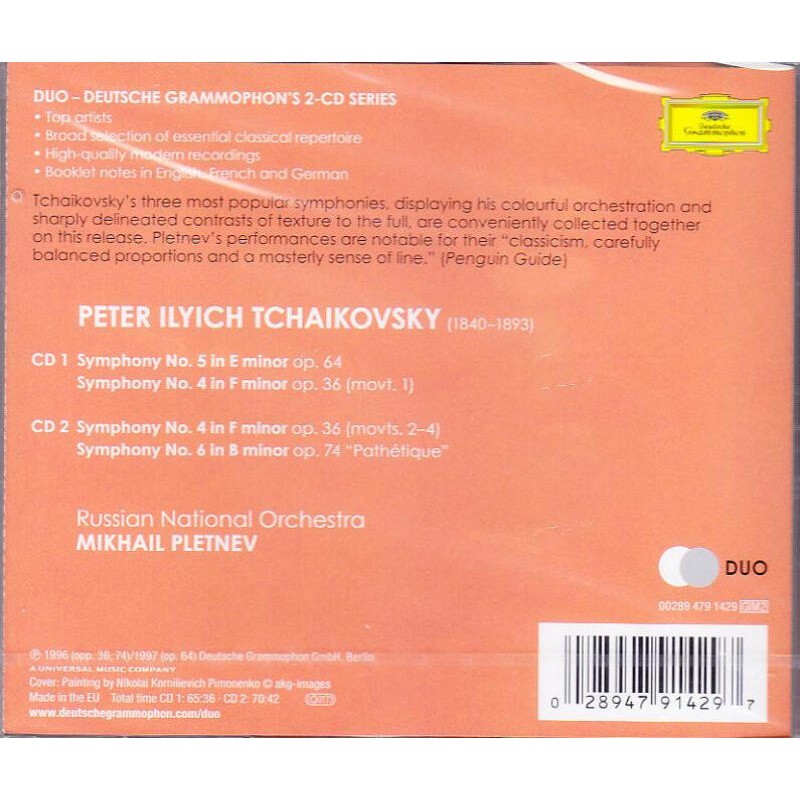 DUO – DEUTSCHE GRAMMOPHON'S 2-CD SERIES
• Top artists
• Broad selection of essential classical repertoire
• High-quality modern recordings
• Booklet notes in English, French and German
Deutsche
Grammophon
Tchaikovsky's three most popular symphonies, displaying his colourful orchestration and
sharply delineated contrasts of texture to the full, are conveniently collected together
on this release. Pletnev's performances are notable for their “classicism, carefully
balanced proportions and a masterly sense of line.” (Penguin Guide)
PETER ILYICH TCHAIKOVSKY (1840–1893)
CD 1 Symphony No. 5 in E minor op. 64
Symphony No. 4 in F minor op. 36 (movt. 1)
CD 2 Symphony No. 4 in F minor op. 36 (movts. 2–4)
Symphony No. 6 in B minor op. 74 “Pathétique”
Russian National Orchestra
MIKHAIL PLETNEV
DUO
00289 479 1429 GIM2
℗ 1996 (opp. 36, 74)/1997 (op. 64) Deutsche Grammophon GmbH, Berlin
A UNIVERSAL MUSIC COMPANY
Cover: Painting by Nikolai Kornilievich Pimonenko © akg-images
Made in the EU Total time CD 1: 65:36 · CD 2: 70:42
www.deutschegrammophon.com/duo
0 28947 91429 7